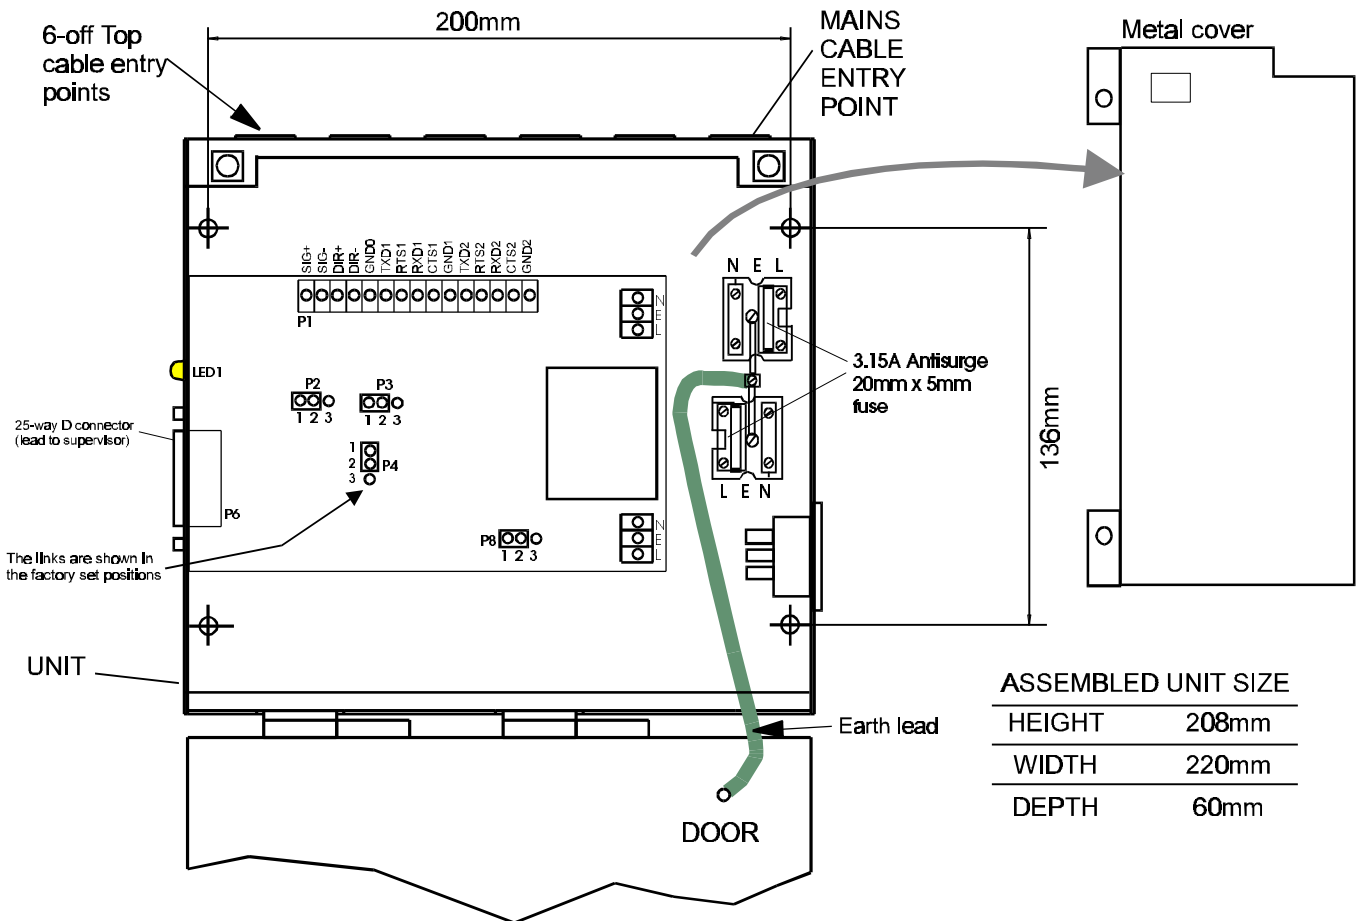 200mm
6-off Top
cable entry
points
MAINS
CABLE
ENTRY
POINT
Metal cover
SIG+
SIG-
DIR+
DIR-
GND0
TXD1
RTS1
RXD1
CTS1
GND1
TXD2
RTS2
RXD2
CTS2
GND2
P1
N
E
L
N E L
3.15A Antisurge
20mm x 5mm
fuse
136mm
LED1
P2
1 2 3
P3
1 2 3
25-way D connector
(lead to supervisor)
1
2
3
P4
L E N
P6
P8
1 2 3
N
E
L
The links are shown in
the factory set positions
UNIT
Earth lead
DOOR
ASSEMBLED UNIT SIZE
HEIGHT 208mm
WIDTH 220mm
DEPTH 60mm